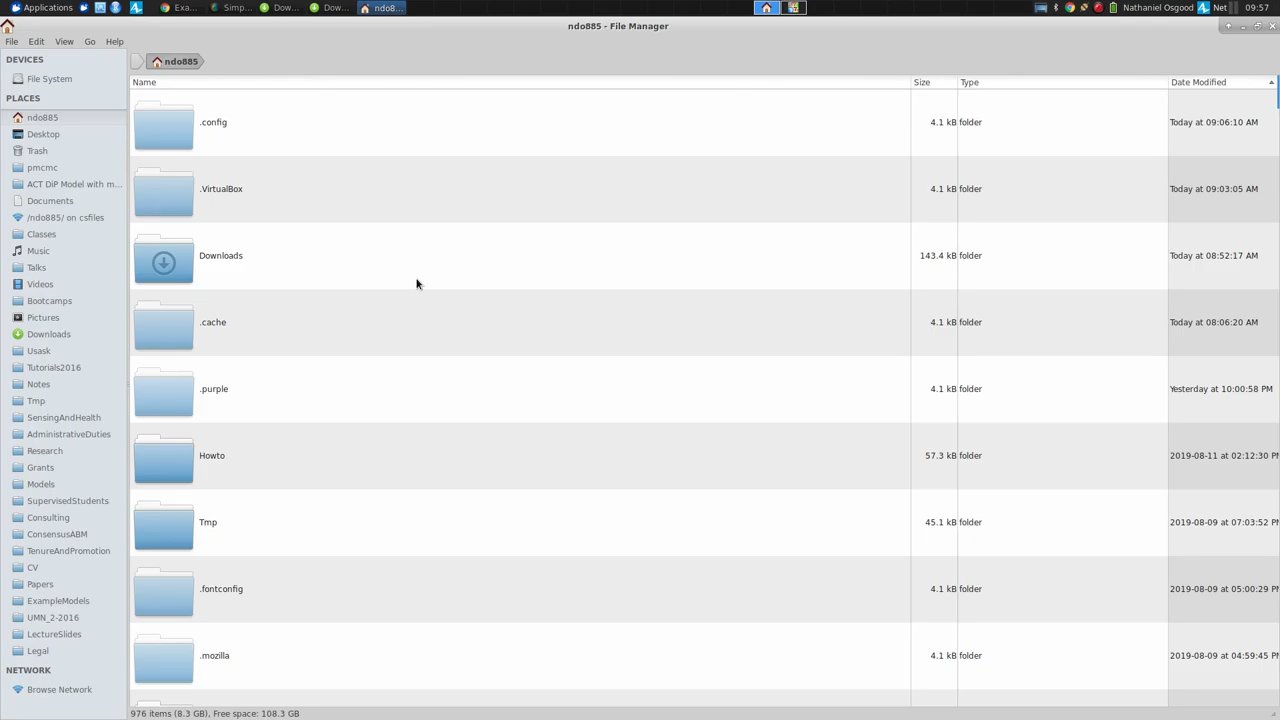 Applications Exa... Simp... Dow... Dow... ndo8... Nathaniel Osgood Net 09:57
ndo885 - File Manager
File Edit View Go Help
DEVICES
File System
PLACES
ndo885
Desktop
Trash
pmcmc
ACT DiP Model with m...
Documents
/ndo885/ on csfiles
Classes
Music
Talks
Videos
Bootcamps
Pictures
Downloads
Usask
Tutorials2016
Notes
Tmp
SensingAndHealth
AdministrativeDuties
Research
Grants
Models
SupervisedStudents
Consulting
ConsensusABM
TenureAndPromotion
CV
Papers
ExampleModels
UMN_2-2016
LectureSlides
Legal
NETWORK
Browse Network
ndo885
Name Size Type Date Modified
.config 4.1 kB folder Today at 09:06:10 AM
.VirtualBox 4.1 kB folder Today at 09:03:05 AM
Downloads 143.4 kB folder Today at 08:52:17 AM
.cache 4.1 kB folder Today at 08:06:20 AM
.purple 4.1 kB folder Yesterday at 10:00:58 PM
Howto 57.3 kB folder 2019-08-11 at 02:12:30 PM
Tmp 45.1 kB folder 2019-08-09 at 07:03:52 PM
.fontconfig 4.1 kB folder 2019-08-09 at 05:00:29 PM
.mozilla 4.1 kB folder 2019-08-09 at 04:59:45 PM
976 items (8.3 GB), Free space: 108.3 GB